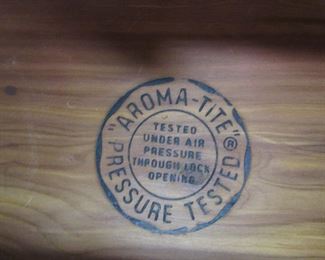 "AROMA-TITE"®
TESTED
UNDER AIR
PRESSURE
THROUGH LOCK
OPENING
PRESSURE TESTED